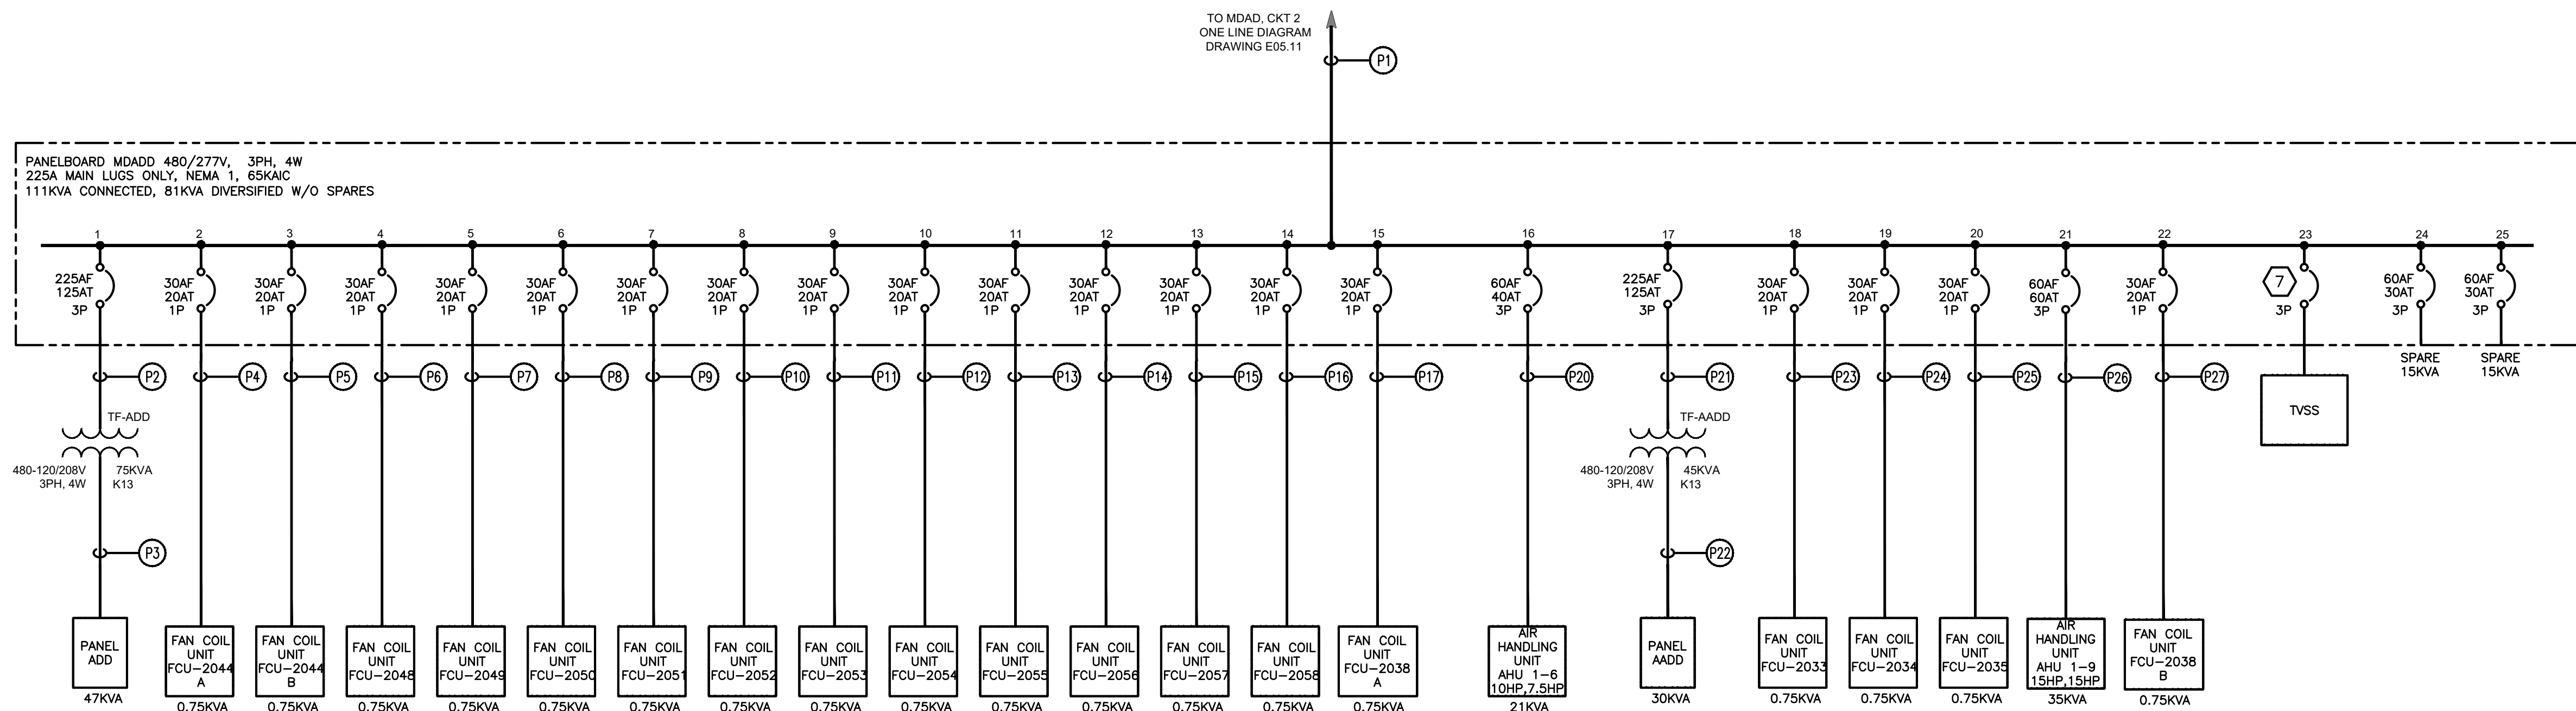 TO MDAD, CKT 2
ONE LINE DIAGRAM
DRAWING E05.11
P1
PANELBOARD MDADD 480/277V, 3PH, 4W
225A MAIN LUGS ONLY, NEMA 1, 65KAIC
111KVA CONNECTED, 81KVA DIVERSIFIED W/O SPARES
1
225AF
125AT
3P
P2
TF-ADD
480-120/208V 75KVA
3PH, 4W K13
P3
PANEL
ADD
47KVA
2
30AF
20AT
1P
P4
FAN COIL
UNIT
FCU-2044
A
0.75KVA
3
30AF
20AT
1P
P5
FAN COIL
UNIT
FCU-2044
B
0.75KVA
4
30AF
20AT
1P
P6
FAN COIL
UNIT
FCU-2048
0.75KVA
5
30AF
20AT
1P
P7
FAN COIL
UNIT
FCU-2049
0.75KVA
6
30AF
20AT
1P
P8
FAN COIL
UNIT
FCU-2050
0.75KVA
7
30AF
20AT
1P
P9
FAN COIL
UNIT
FCU-2051
0.75KVA
8
30AF
20AT
1P
P10
FAN COIL
UNIT
FCU-2052
0.75KVA
9
30AF
20AT
1P
P11
FAN COIL
UNIT
FCU-2053
0.75KVA
10
30AF
20AT
1P
P12
FAN COIL
UNIT
FCU-2054
0.75KVA
11
30AF
20AT
1P
P13
FAN COIL
UNIT
FCU-2055
0.75KVA
12
30AF
20AT
1P
P14
FAN COIL
UNIT
FCU-2056
0.75KVA
13
30AF
20AT
1P
P15
FAN COIL
UNIT
FCU-2057
0.75KVA
14
30AF
20AT
1P
P16
FAN COIL
UNIT
FCU-2058
0.75KVA
15
30AF
20AT
1P
P17
FAN COIL
UNIT
FCU-2038
A
0.75KVA
16
60AF
40AT
3P
P20
AIR
HANDLING
UNIT
AHU 1-6
10HP,7.5HP
21KVA
17
225AF
125AT
3P
P21
TF-AADD
480-120/208V 45KVA
3PH, 4W K13
P22
PANEL
AADD
30KVA
18
30AF
20AT
1P
P23
FAN COIL
UNIT
FCU-2033
0.75KVA
19
30AF
20AT
1P
P24
FAN COIL
UNIT
FCU-2034
0.75KVA
20
30AF
20AT
1P
P25
FAN COIL
UNIT
FCU-2035
0.75KVA
21
60AF
60AT
3P
P26
AIR
HANDLING
UNIT
AHU 1-9
15HP,15HP
35KVA
22
30AF
20AT
1P
P27
FAN COIL
UNIT
FCU-2038
B
0.75KVA
23
7
3P
TVSS
24
60AF
30AT
3P
SPARE
15KVA
25
60AF
30AT
3P
SPARE
15KVA